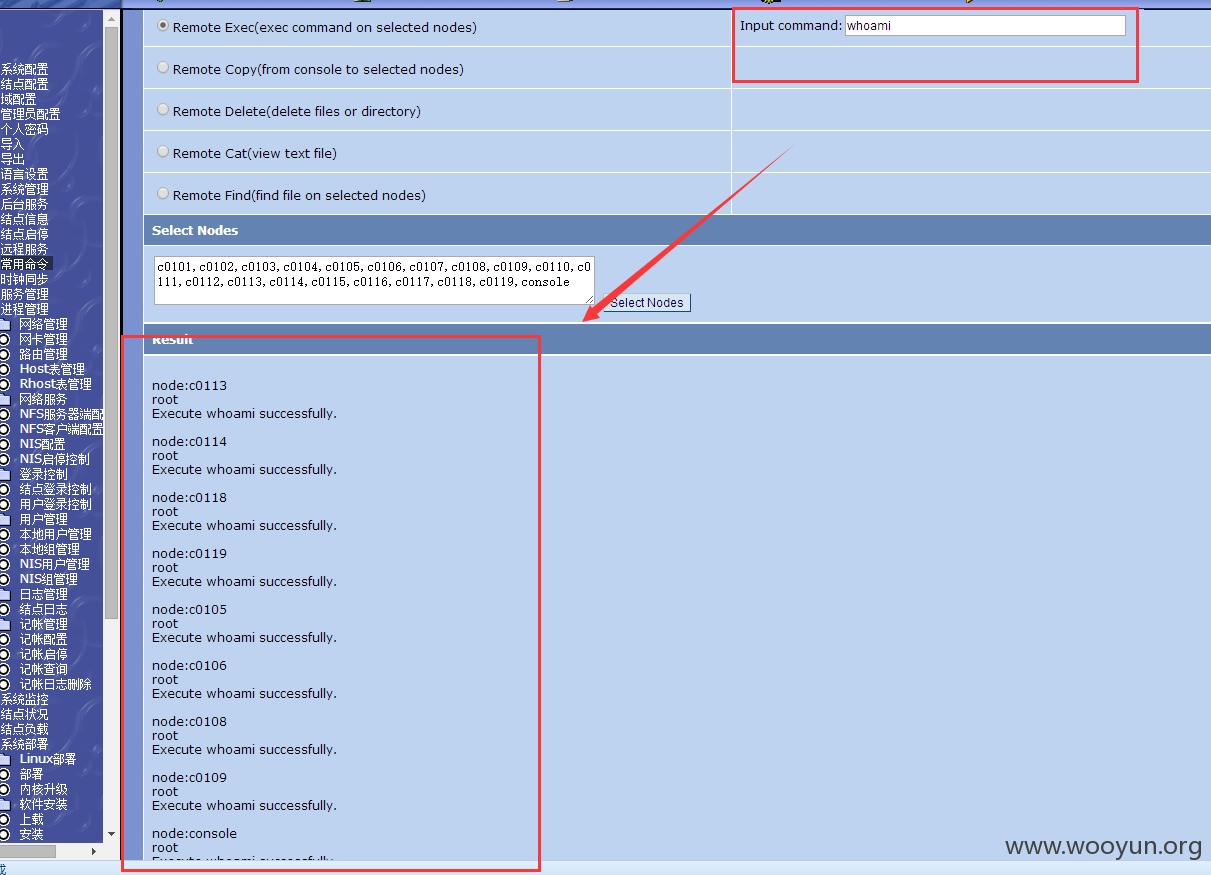 系统配置
结点配置
域配置
管理员配置
个人密码
导入
导出
语言设置
系统管理
后台服务
结点信息
结点启停
远程服务
常用命令
时钟同步
服务管理
进程管理
网络管理
网卡管理
路由管理
Host表管理
Rhost表管理
网络服务
NFS服务器端配
NFS客户端配置
NIS配置
NIS启停控制
登录控制
结点登录控制
用户登录控制
用户管理
本地用户管理
本地组管理
NIS用户管理
NIS组管理
日志管理
结点日志
记帐管理
记帐配置
记帐启停
记帐查询
记帐日志删除
系统监控
结点状况
结点负载
系统部署
Linux部署
部署
内核升级
软件安装
上载
安装
Remote Exec(exec command on selected nodes)
Input command: whoami
Remote Copy(from console to selected nodes)
Remote Delete(delete files or directory)
Remote Cat(view text file)
Remote Find(find file on selected nodes)
Select Nodes
c0101,c0102,c0103,c0104,c0105,c0106,c0107,c0108,c0109,c0110,c0
111,c0112,c0113,c0114,c0115,c0116,c0117,c0118,c0119,console
Select Nodes
Result
node:c0113
root
Execute whoami successfully.
node:c0114
root
Execute whoami successfully.
node:c0118
root
Execute whoami successfully.
node:c0119
root
Execute whoami successfully.
node:c0105
root
Execute whoami successfully.
node:c0106
root
Execute whoami successfully.
node:c0108
root
Execute whoami successfully.
node:c0109
root
Execute whoami successfully.
node:console
root
Execute whoami successfully.
www.wooyun.org